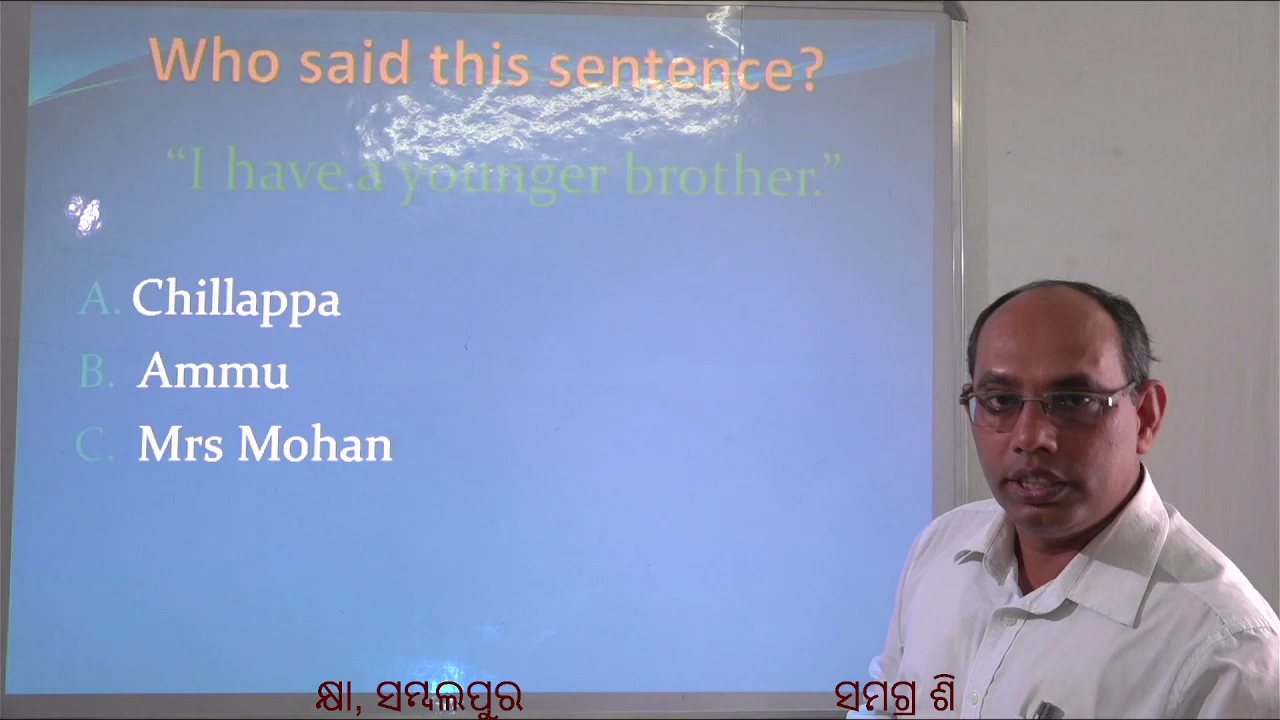 Who said this sentence?
“I have a younger brother.”
A. Chillappa
B. Ammu
C. Mrs Mohan
କ୍ଷା, ସମ୍ବଲପୁର ସମଗ୍ର ଶି